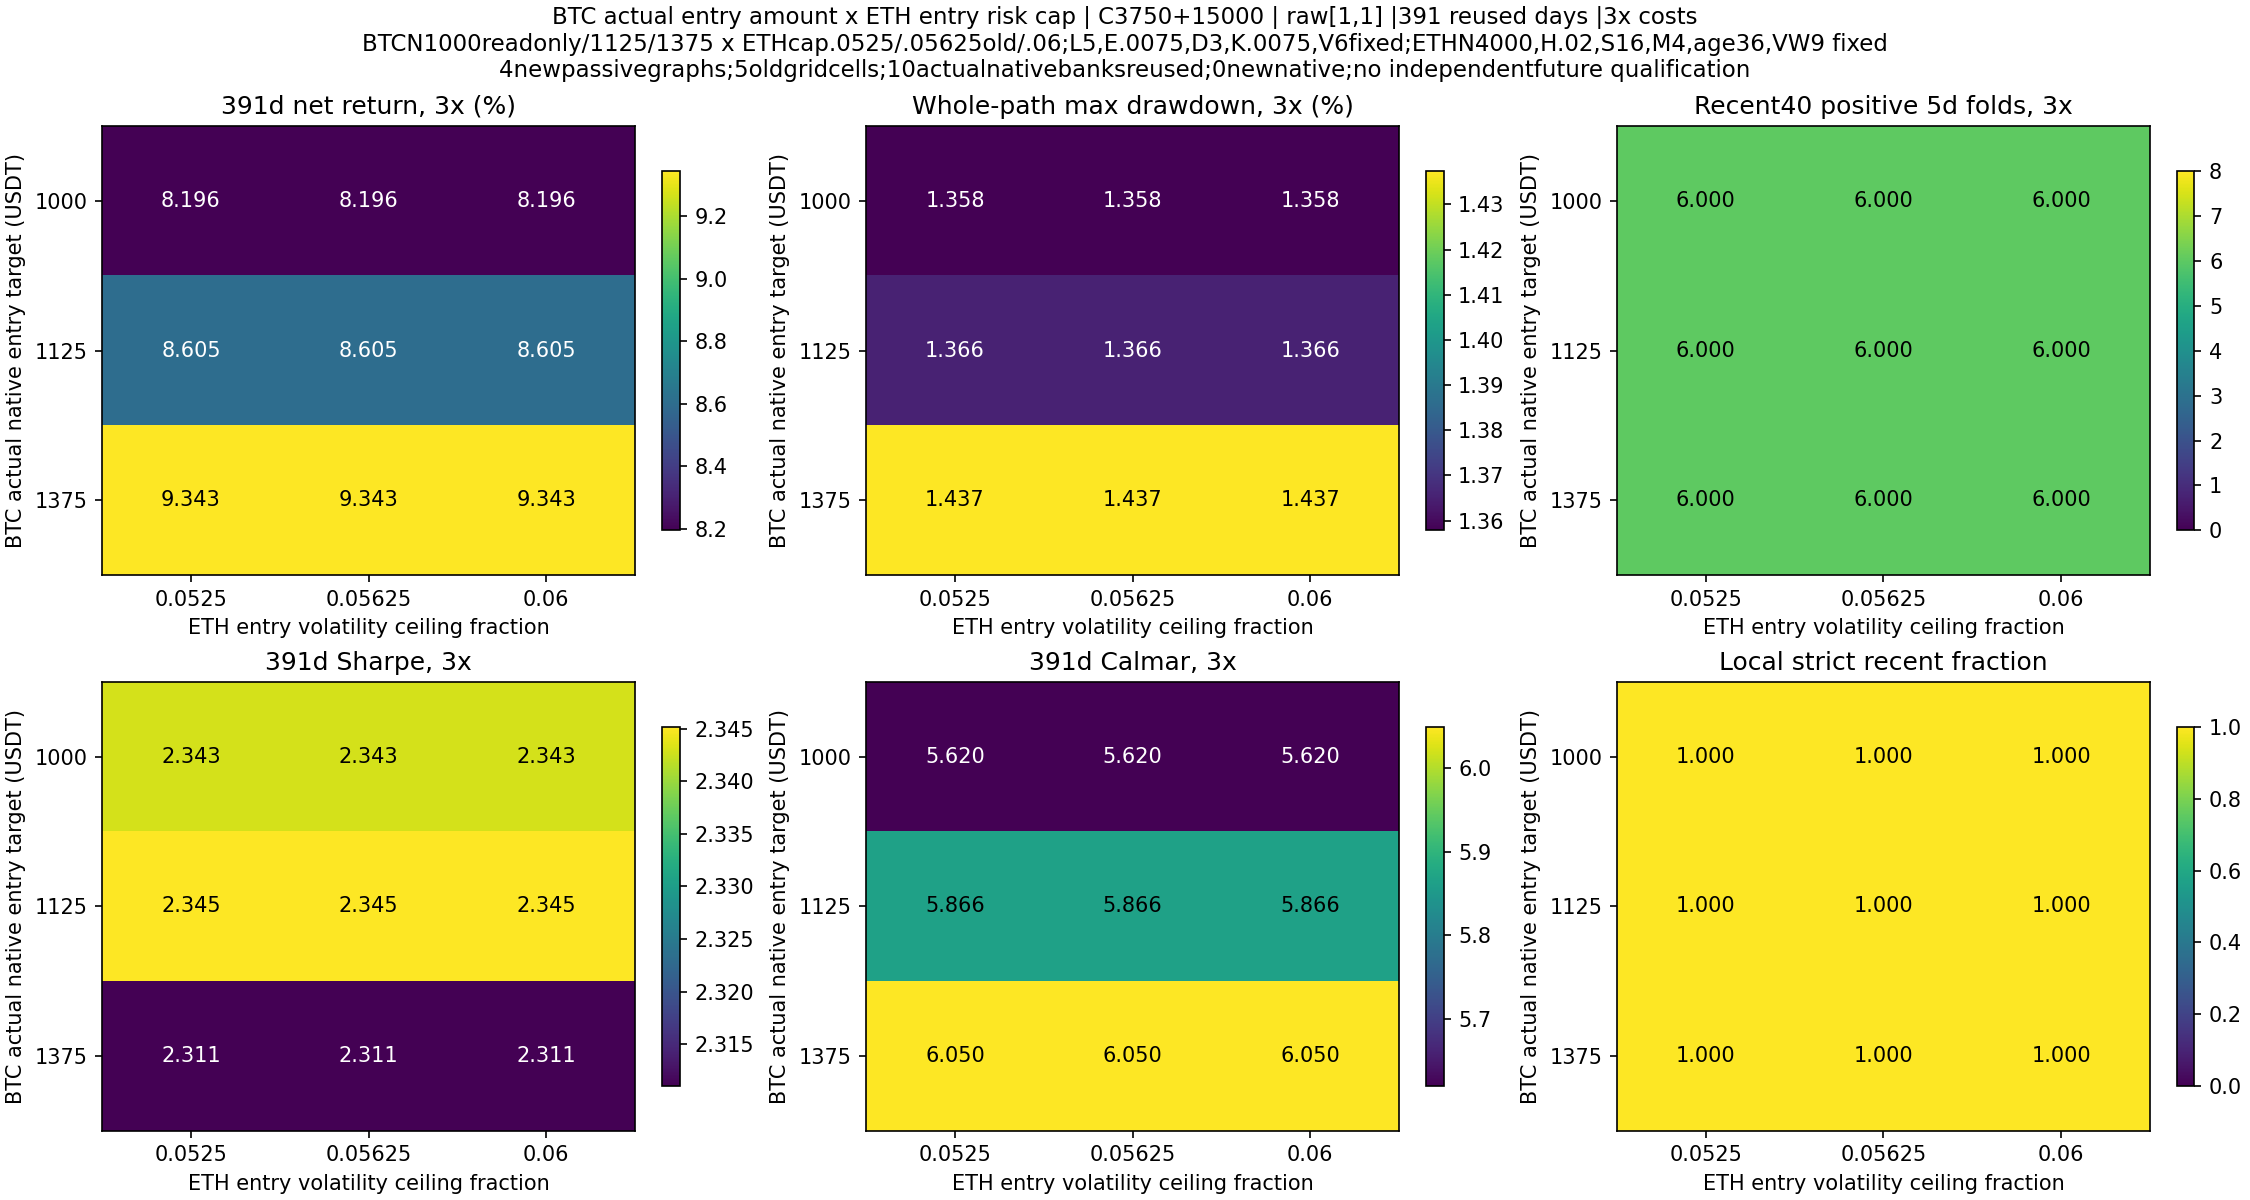 BTC actual entry amount x ETH entry risk cap | C3750+15000 | raw[1,1] |391 reused days |3x costs
BTCN1000readonly/1125/1375 x ETHcap.0525/.05625old/.06;L5,E.0075,D3,K.0075,V6fixed;ETHN4000,H.02,S16,M4,age36,VW9 fixed
4newpassivegraphs;5oldgridcells;10actualnativebanksreused;0newnative;no independentfuture qualification
391d net return, 3x (%)
BTC actual native entry target (USDT)
1000
8.196 8.196 8.196
1125
8.605 8.605 8.605
1375
9.343 9.343 9.343
0.0525 0.05625 0.06
ETH entry volatility ceiling fraction
9.2
9.0
8.8
8.6
8.4
8.2
Whole-path max drawdown, 3x (%)
BTC actual native entry target (USDT)
1000
1.358 1.358 1.358
1125
1.366 1.366 1.366
1375
1.437 1.437 1.437
0.0525 0.05625 0.06
ETH entry volatility ceiling fraction
1.43
1.42
1.41
1.40
1.39
1.38
1.37
1.36
Recent40 positive 5d folds, 3x
BTC actual native entry target (USDT)
1000
6.000 6.000 6.000
1125
6.000 6.000 6.000
1375
6.000 6.000 6.000
0.0525 0.05625 0.06
ETH entry volatility ceiling fraction
8
7
6
5
4
3
2
1
0
391d Sharpe, 3x
BTC actual native entry target (USDT)
1000
2.343 2.343 2.343
1125
2.345 2.345 2.345
1375
2.311 2.311 2.311
0.0525 0.05625 0.06
ETH entry volatility ceiling fraction
2.345
2.340
2.335
2.330
2.325
2.320
2.315
391d Calmar, 3x
BTC actual native entry target (USDT)
1000
5.620 5.620 5.620
1125
5.866 5.866 5.866
1375
6.050 6.050 6.050
0.0525 0.05625 0.06
ETH entry volatility ceiling fraction
6.0
5.9
5.8
5.7
Local strict recent fraction
BTC actual native entry target (USDT)
1000
1.000 1.000 1.000
1125
1.000 1.000 1.000
1375
1.000 1.000 1.000
0.0525 0.05625 0.06
ETH entry volatility ceiling fraction
1.0
0.8
0.6
0.4
0.2
0.0